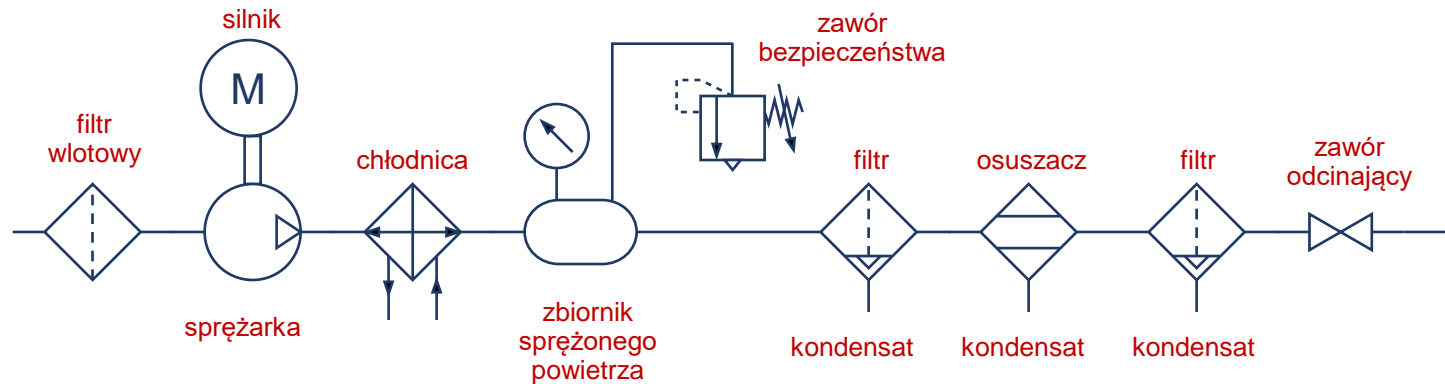 silnik
M
zawór
bezpieczeństwa
filtr
wlotowy
chłodnica
filtr
osuszacz
filtr
zawór
odcinający
sprężarka
zbiornik
sprężonego
powietrza
kondensat
kondensat
kondensat